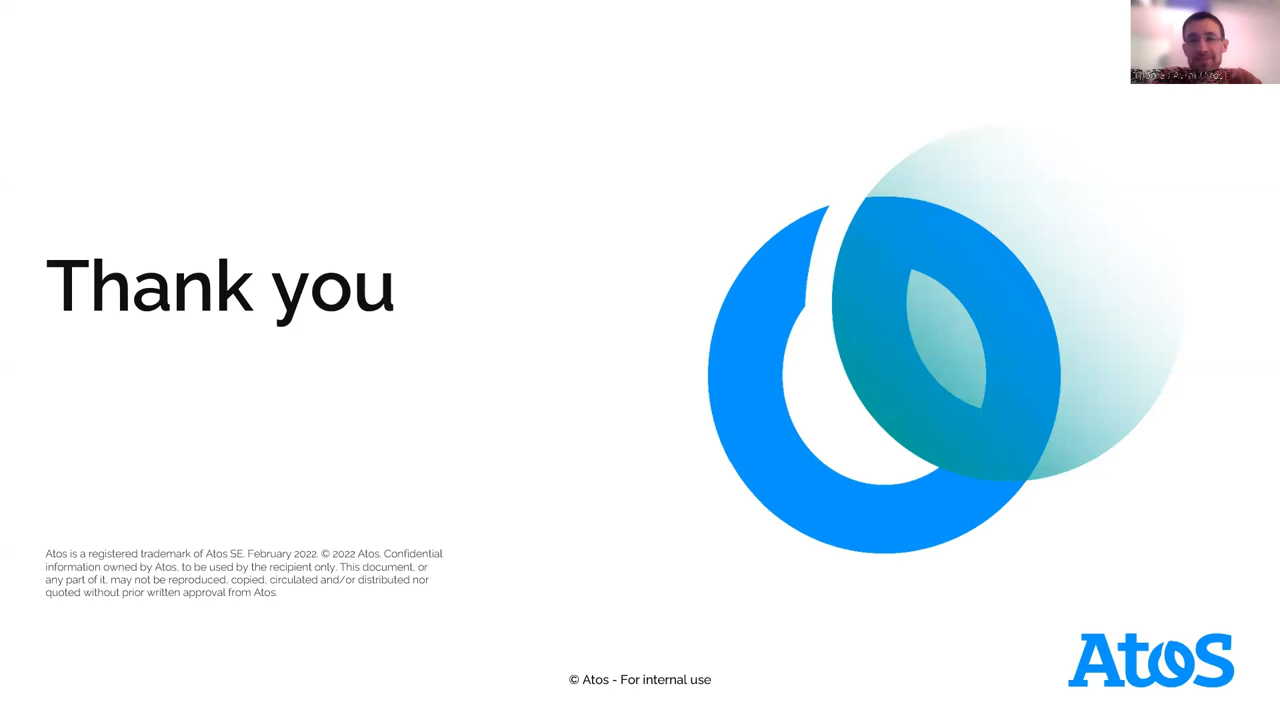 Thank you
Atos is a registered trademark of Atos SE. February 2022. © 2022 Atos. Confidential
information owned by Atos, to be used by the recipient only. This document, or
any part of it, may not be reproduced, copied, circulated and/or distributed nor
quoted without prior written approval from Atos.
© Atos - For internal use
Atos